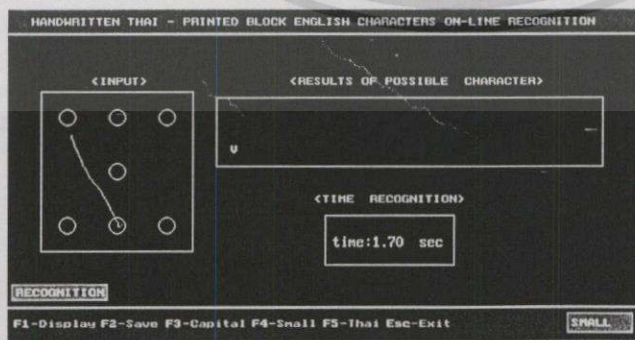 HANDWRITTEN THAI - PRINTED BLOCK ENGLISH CHARACTERS ON-LINE RECOGNITION
<INPUT>
<RESULTS OF POSSIBLE CHARACTER>
v
<TIME RECOGNITION>
time:1.70 sec
RECOGNITION
F1-Display F2-Save F3-Capital F4-Small F5-Thai Esc-Exit
SMALL